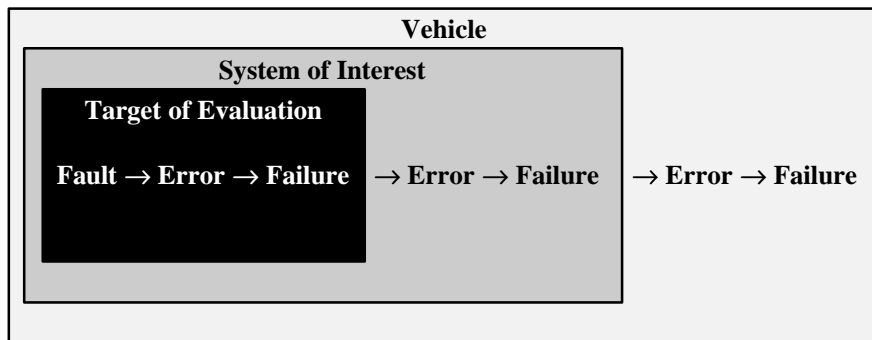 Vehicle
System of Interest
Target of Evaluation
Fault → Error → Failure → Error → Failure → Error → Failure